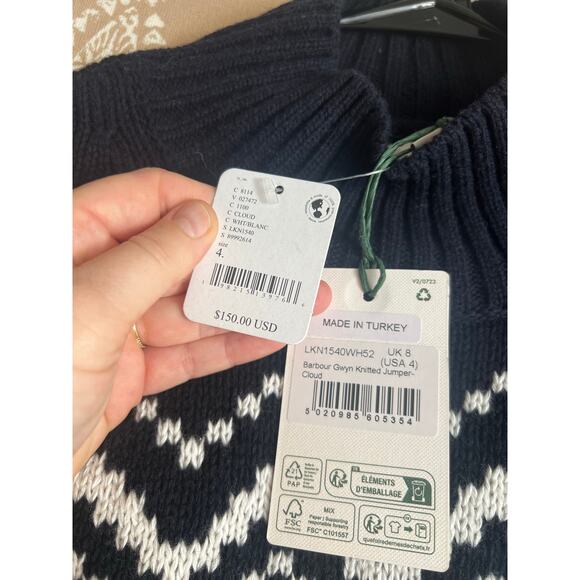 C 8114
V 027472
C 1100
C CLOUD
C WHT/BLANC
S LKN1540
S 89992614
size
4.
$150.00 USD
V2/0723
MADE IN TURKEY
LKN1540WH52 UK 8
(USA 4)
Barbour Gwyn Knitted Jumper-
Cloud
5 020985 605354
21
PAP
ÉLÉMENTS
D'EMBALLAGE
FSC
MIX
Paper | Supporting
responsible forestry
FSC® C101557
quefairedemesdechets.fr